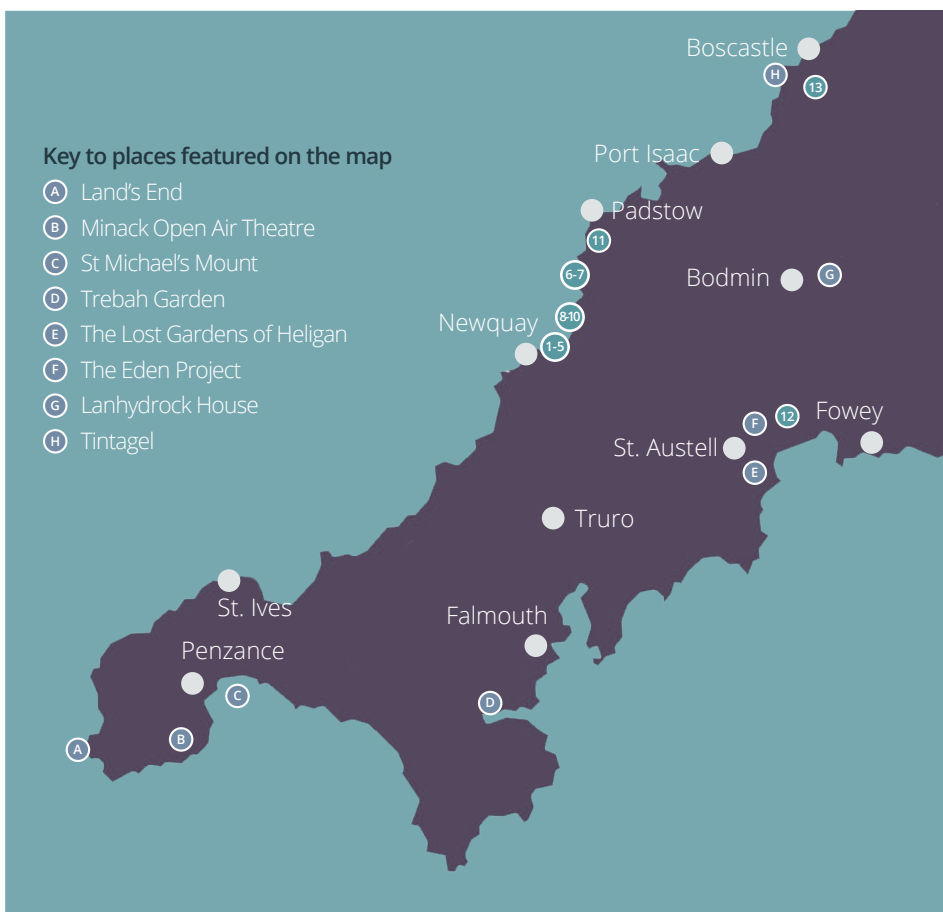 Boscastle
H
13
Key to places featured on the map
A Land's End
B Minack Open Air Theatre
C St Michael's Mount
D Trebah Garden
E The Lost Gardens of Heligan
F The Eden Project
G Lanhydrock House
H Tintagel
Port Isaac
Padstow
11
6-7
Bodmin
G
8-10
Newquay
1-5
12
Fowey
F
St. Austell
E
Truro
St. Ives
Falmouth
Penzance
C
D
B
A